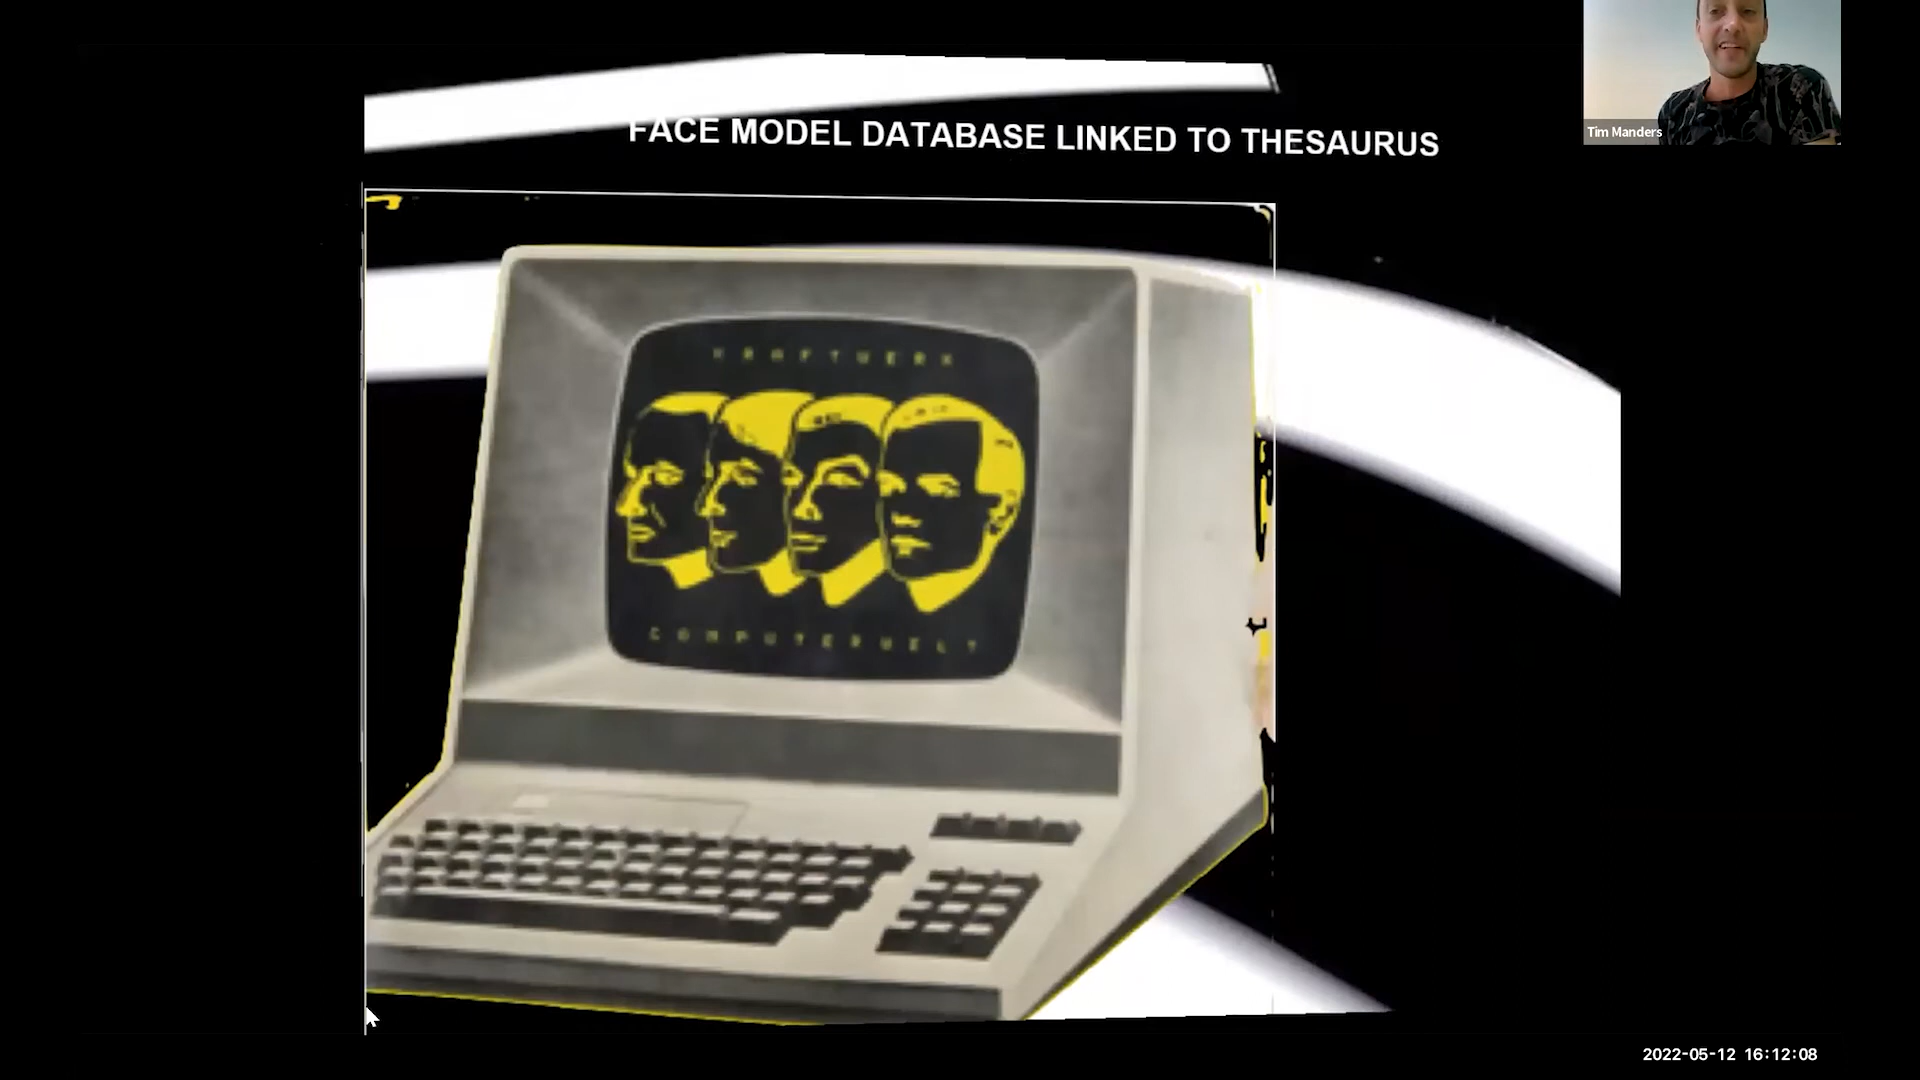 FACE MODEL DATABASE LINKED TO THESAURUS
Tim Manders
KRAFTWERK
COMPUTERWELT
2022-05-12 16:12:08